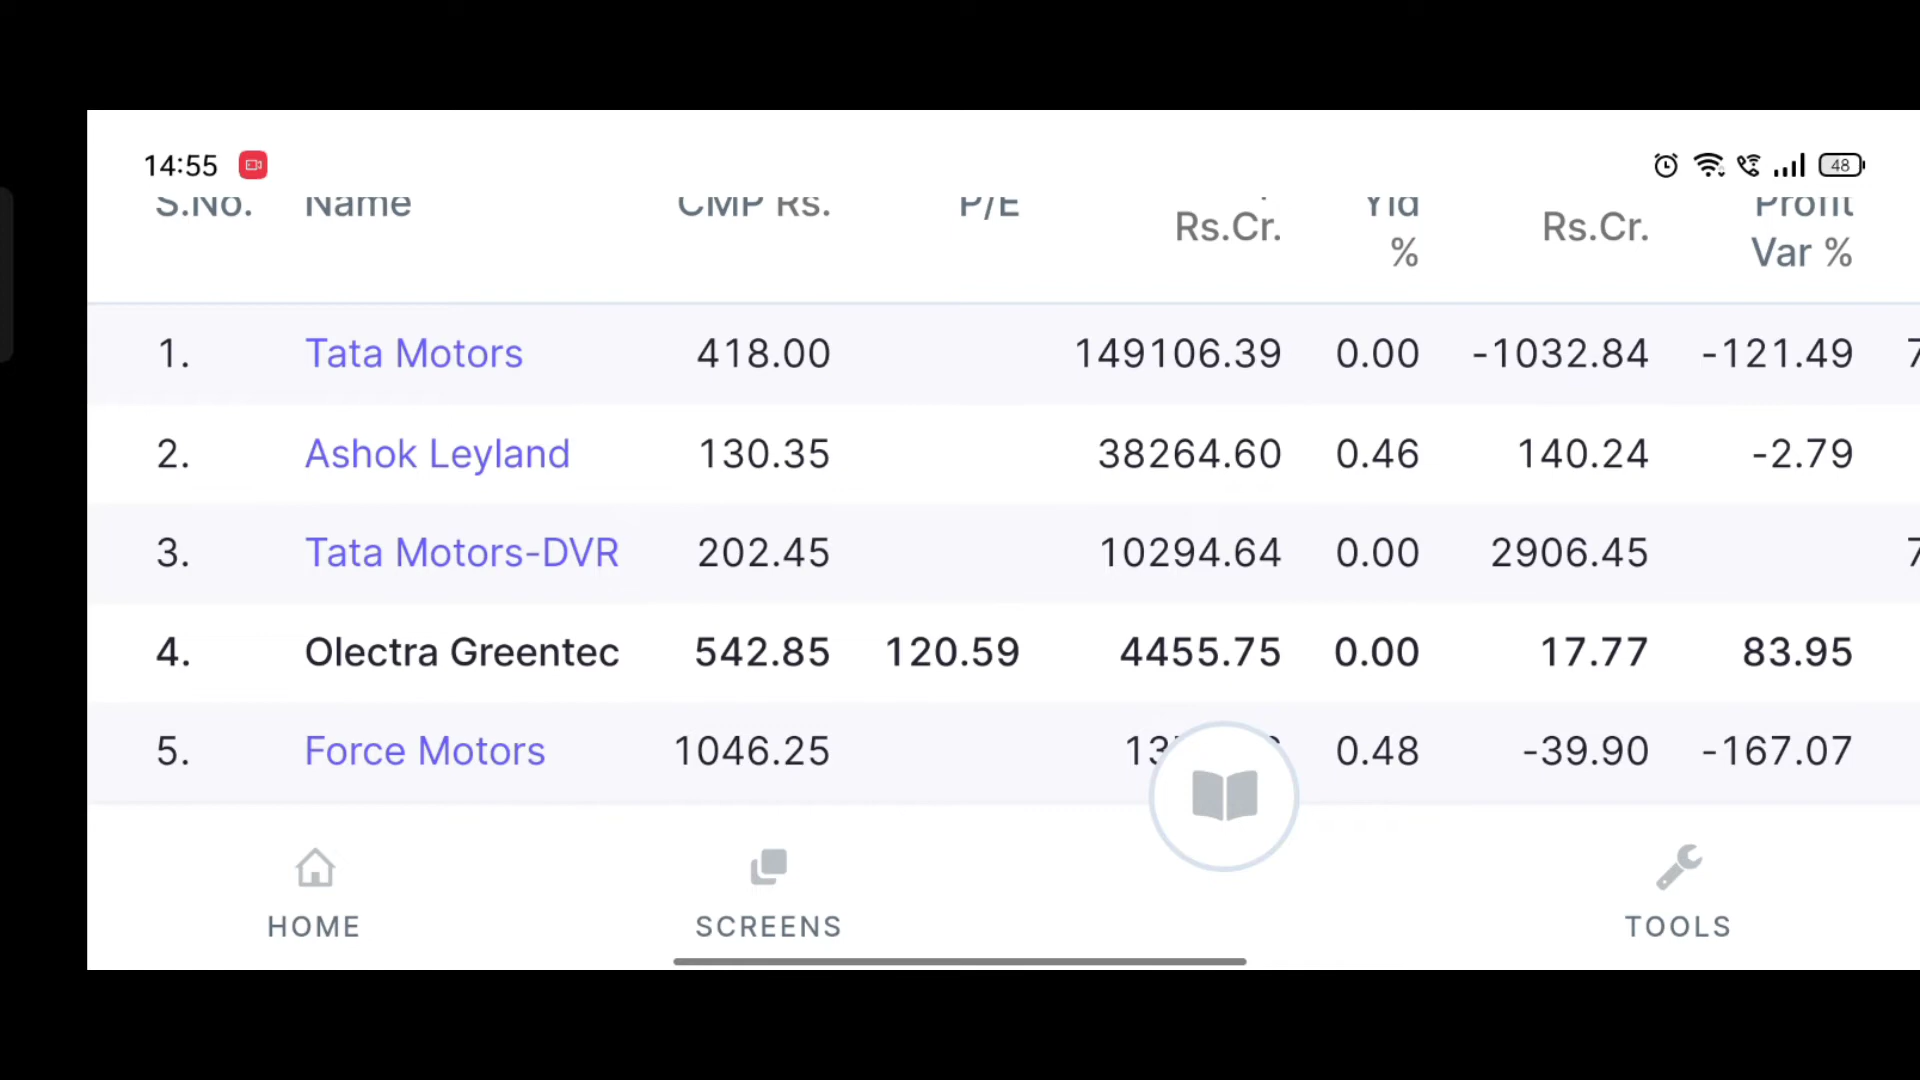 14:55 48
S.No. Name CMP Rs. P/E Rs.Cr. Yld % Rs.Cr. Profit Var %
1. Tata Motors 418.00 149106.39 0.00 -1032.84 -121.49
2. Ashok Leyland 130.35 38264.60 0.46 140.24 -2.79
3. Tata Motors-DVR 202.45 10294.64 0.00 2906.45
4. Olectra Greentec 542.85 120.59 4455.75 0.00 17.77 83.95
5. Force Motors 1046.25 0.48 -39.90 -167.07
HOME SCREENS TOOLS